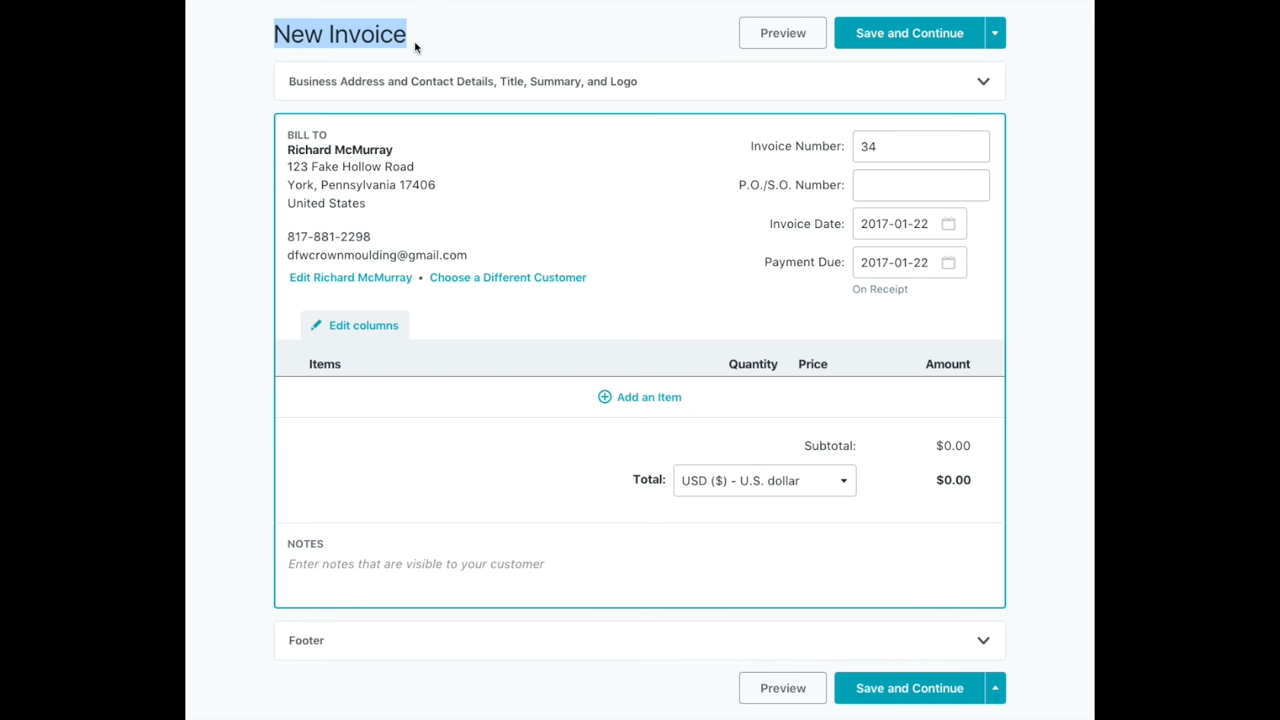 New Invoice
Preview
Save and Continue
Business Address and Contact Details, Title, Summary, and Logo
BILL TO
Richard McMurray
123 Fake Hollow Road
York, Pennsylvania 17406
United States
817-881-2298
dfwcrownmoulding@gmail.com
Edit Richard McMurray • Choose a Different Customer
Invoice Number: 34
P.O./S.O. Number:
Invoice Date: 2017-01-22
Payment Due: 2017-01-22
On Receipt
Edit columns
Items Quantity Price Amount
Add an Item
Subtotal: $0.00
Total: USD ($) - U.S. dollar $0.00
NOTES
Enter notes that are visible to your customer
Footer
Preview
Save and Continue